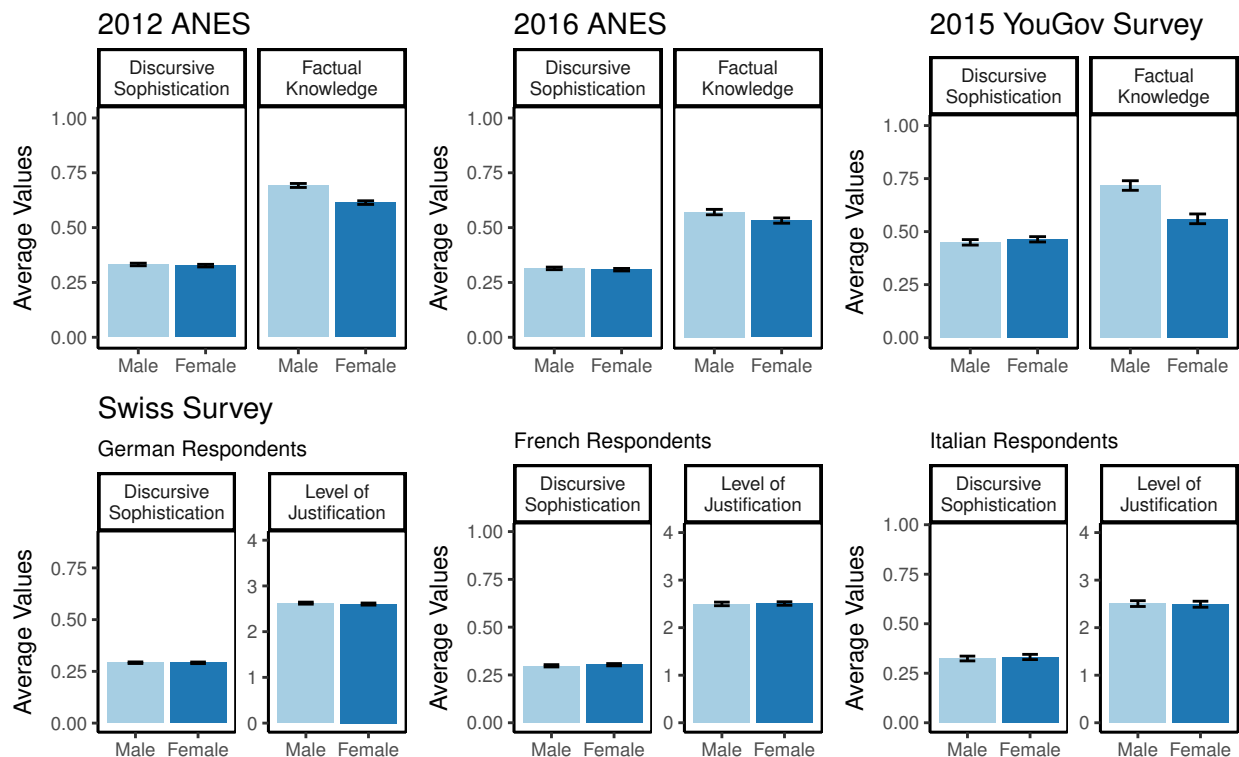 2012 ANES
Discursive
Sophistication
Factual
Knowledge
Average Values
1.00
0.75
0.50
0.25
0.00
Male
Female
Male
Female
2016 ANES
Discursive
Sophistication
Factual
Knowledge
Average Values
1.00
0.75
0.50
0.25
0.00
Male
Female
Male
Female
2015 YouGov Survey
Discursive
Sophistication
Factual
Knowledge
Average Values
1.00
0.75
0.50
0.25
0.00
Male
Female
Male
Female
Swiss Survey
German Respondents
Discursive
Sophistication
Level of
Justification
Average Values
0.75
0.50
0.25
0.00
4
3
2
1
0
Male
Female
Male
Female
French Respondents
Discursive
Sophistication
Level of
Justification
Average Values
1.00
0.75
0.50
0.25
0.00
4
3
2
1
0
Male
Female
Male
Female
Italian Respondents
Discursive
Sophistication
Level of
Justification
Average Values
1.00
0.75
0.50
0.25
0.00
4
3
2
1
0
Male
Female
Male
Female